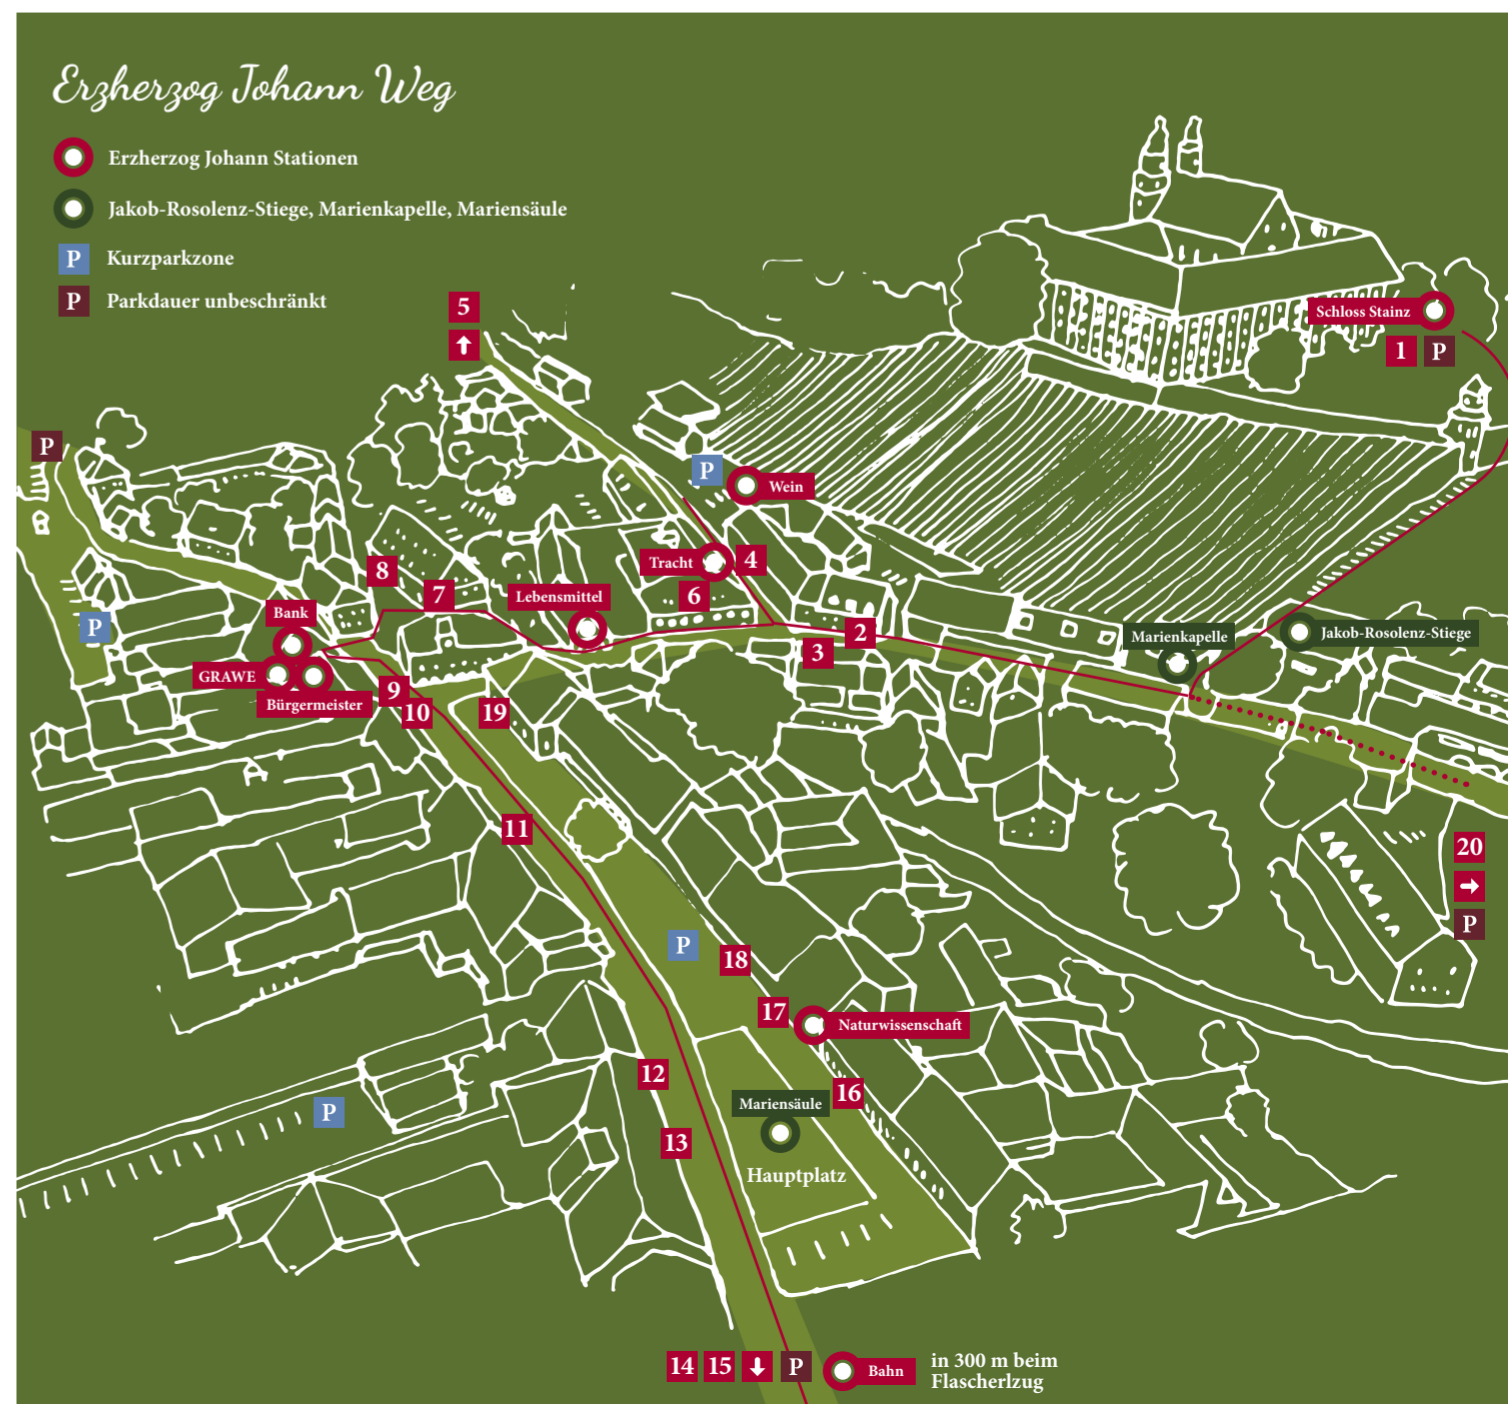 Erzherzog Johann Weg
Erzherzog Johann Stationen
Jakob-Rosolenz-Stiege, Marienkapelle, Mariensäule
P Kurzparkzone
P Parkdauer unbeschränkt
5
Schloss Stainz
1 P
P
P
Wein
Tracht 4
8
7
6
Lebensmittel
Bank
P
GRAWE
Bürgermeister
9
10
19
2
3
Marienkapelle
Jakob-Rosolenz-Stiege
11
20
P
P
18
17
Naturwissenschaft
12
16
Mariensäule
P
13
Hauptplatz
14 15 P
Bahn
in 300 m beim
Flascherlzug